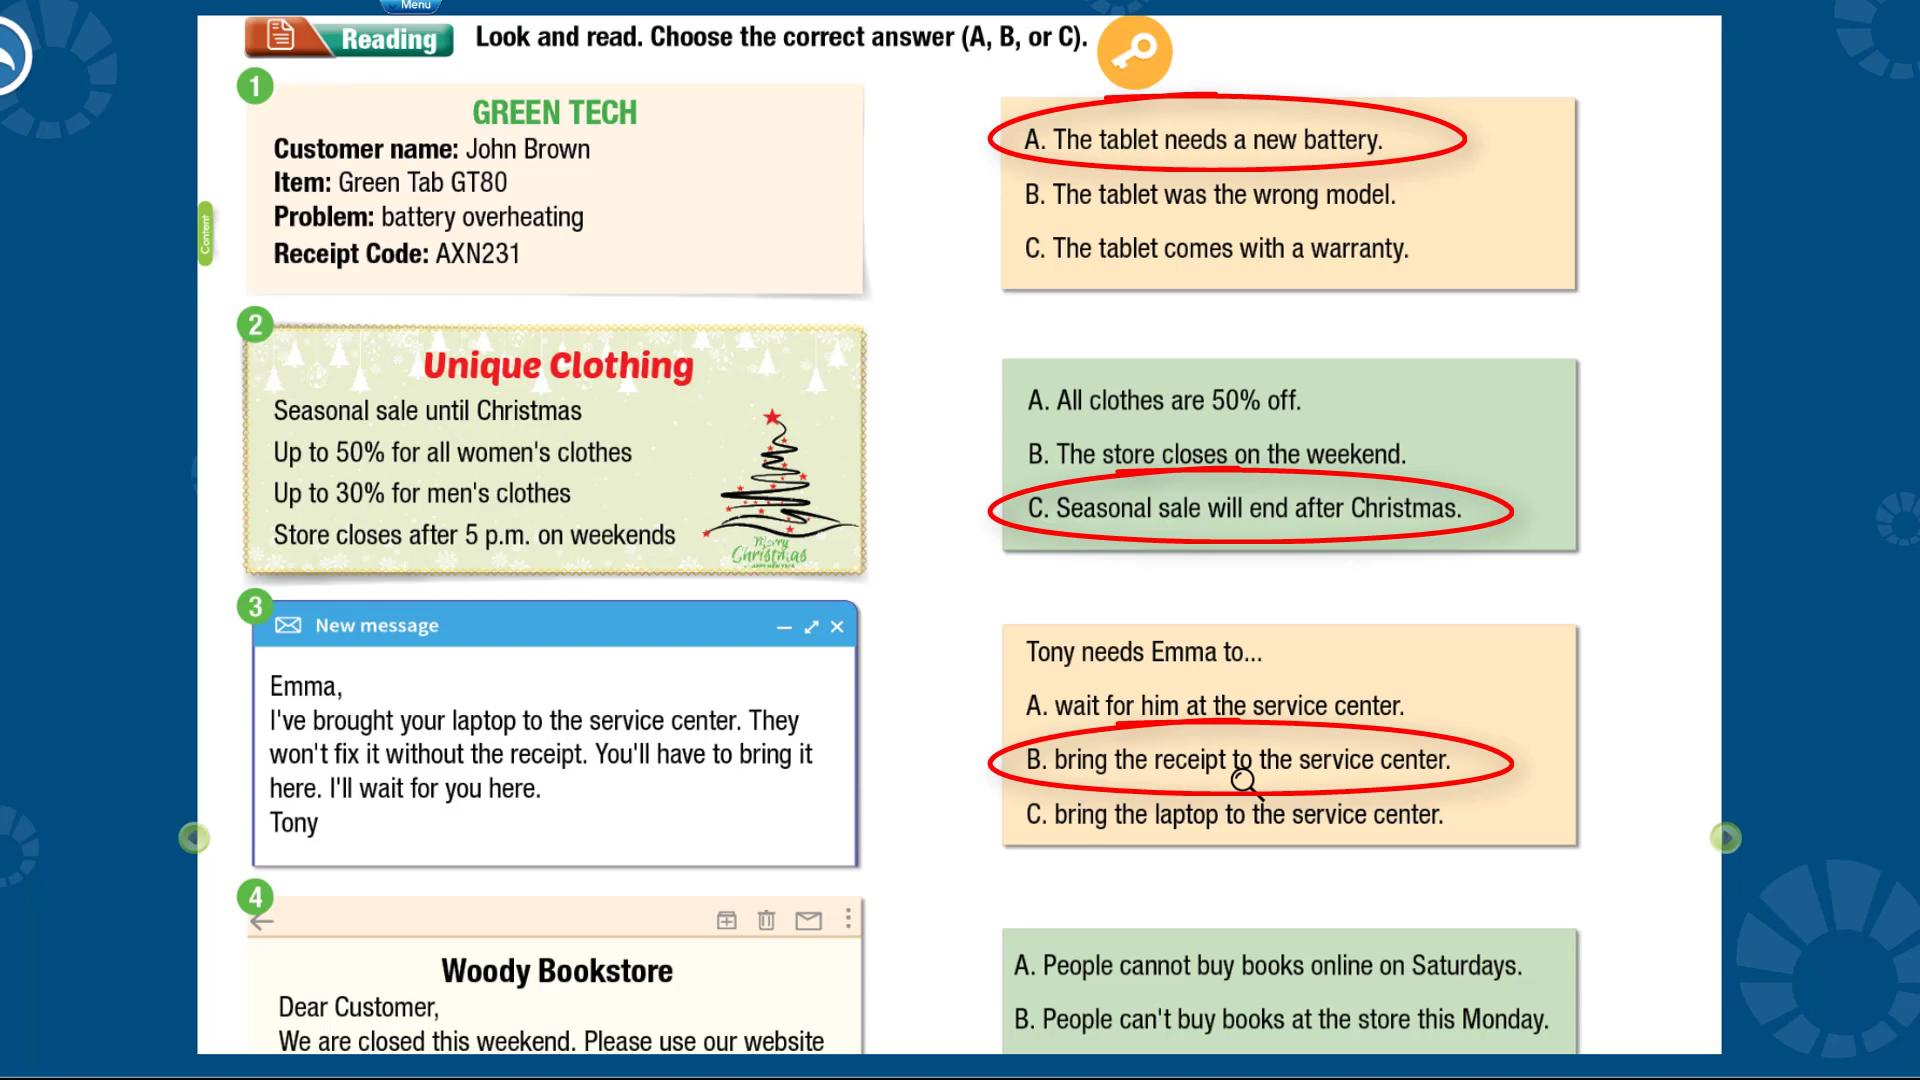 Menu
Reading
Look and read. Choose the correct answer (A, B, or C).
Content
1
GREEN TECH
Customer name: John Brown
Item: Green Tab GT80
Problem: battery overheating
Receipt Code: AXN231
A. The tablet needs a new battery.
B. The tablet was the wrong model.
C. The tablet comes with a warranty.
2
Unique Clothing
Seasonal sale until Christmas
Up to 50% for all women's clothes
Up to 30% for men's clothes
Store closes after 5 p.m. on weekends
Merry
Christmas
A. All clothes are 50% off.
B. The store closes on the weekend.
C. Seasonal sale will end after Christmas.
3
New message
Emma,
I've brought your laptop to the service center. They
won't fix it without the receipt. You'll have to bring it
here. I'll wait for you here.
Tony
Tony needs Emma to...
A. wait for him at the service center.
B. bring the receipt to the service center.
C. bring the laptop to the service center.
4
Woody Bookstore
Dear Customer,
We are closed this weekend. Please use our website
A. People cannot buy books online on Saturdays.
B. People can't buy books at the store this Monday.